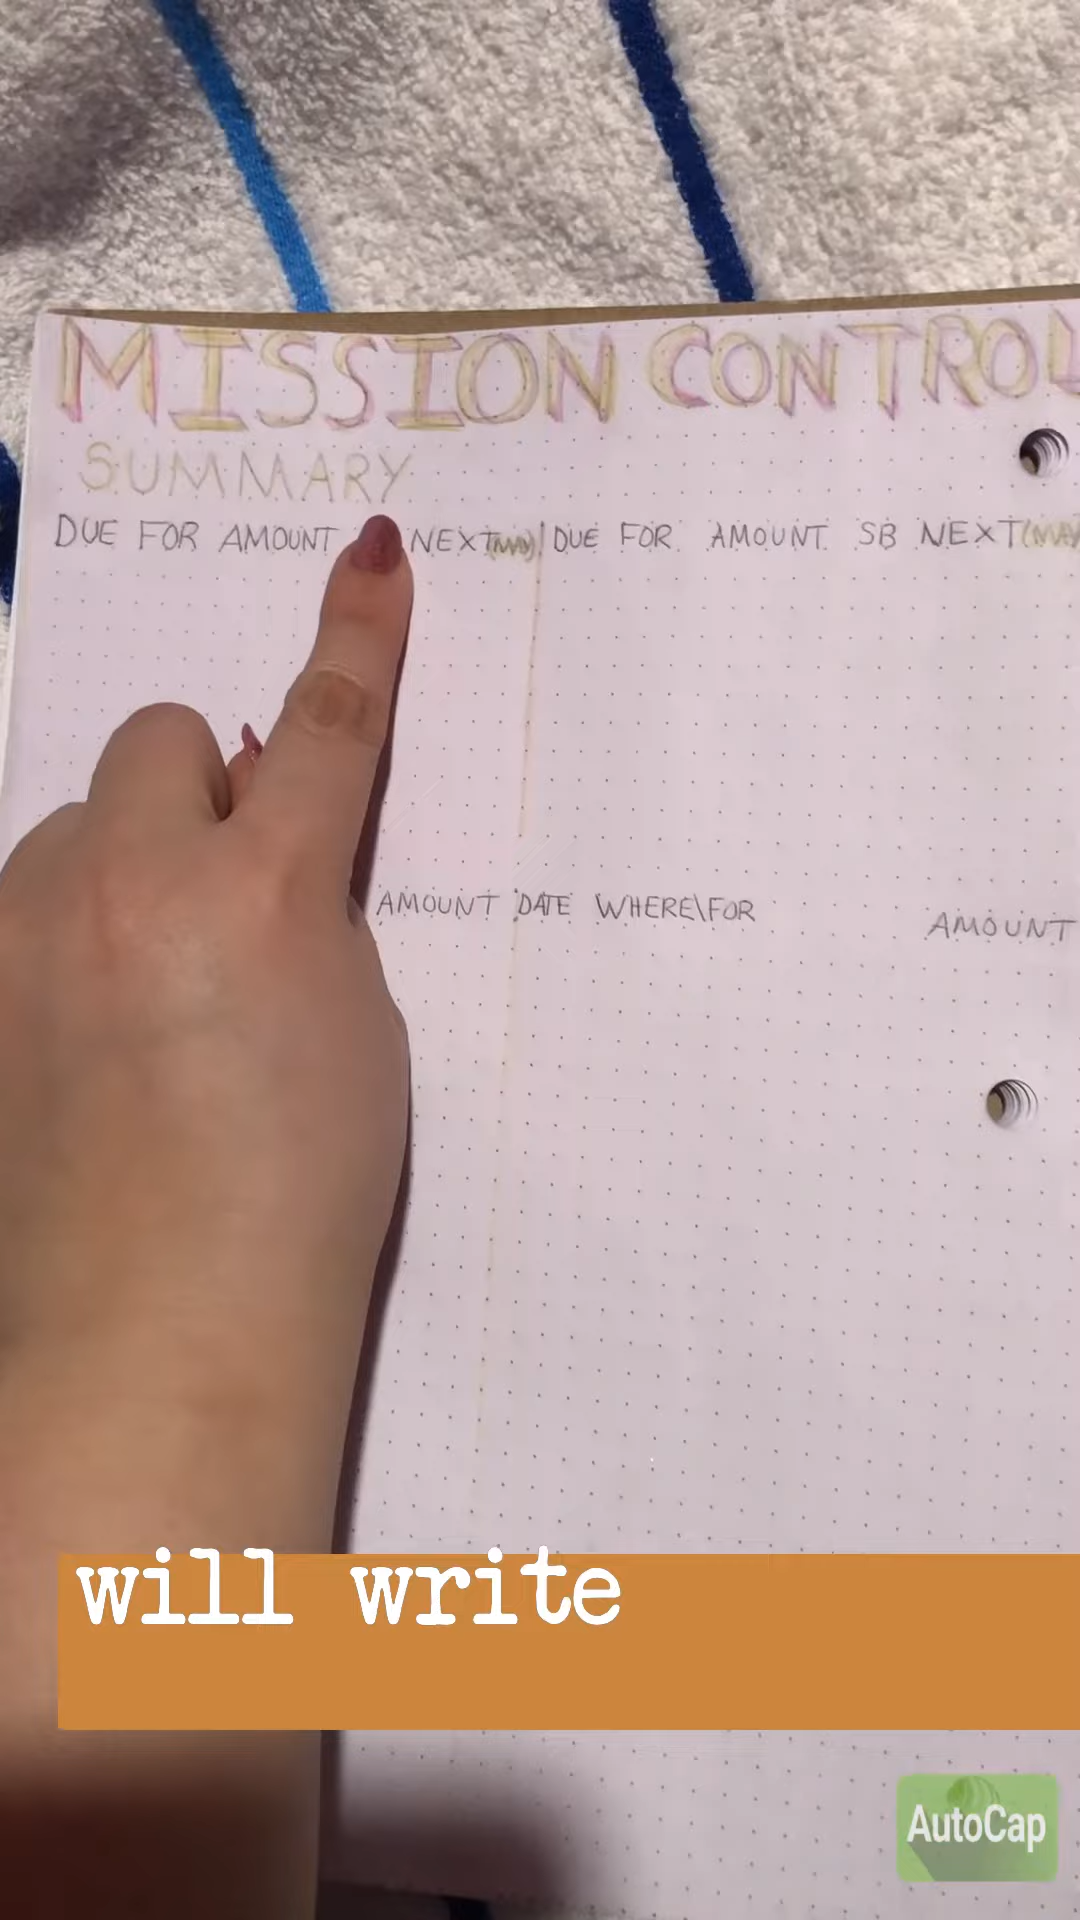 MISSION CONTROL
SUMMARY
DUE FOR AMOUNT NEXT(MAY) DUE FOR AMOUNT SB NEXT(MAY
AMOUNT DATE WHERE\FOR AMOUNT
will write
AutoCap